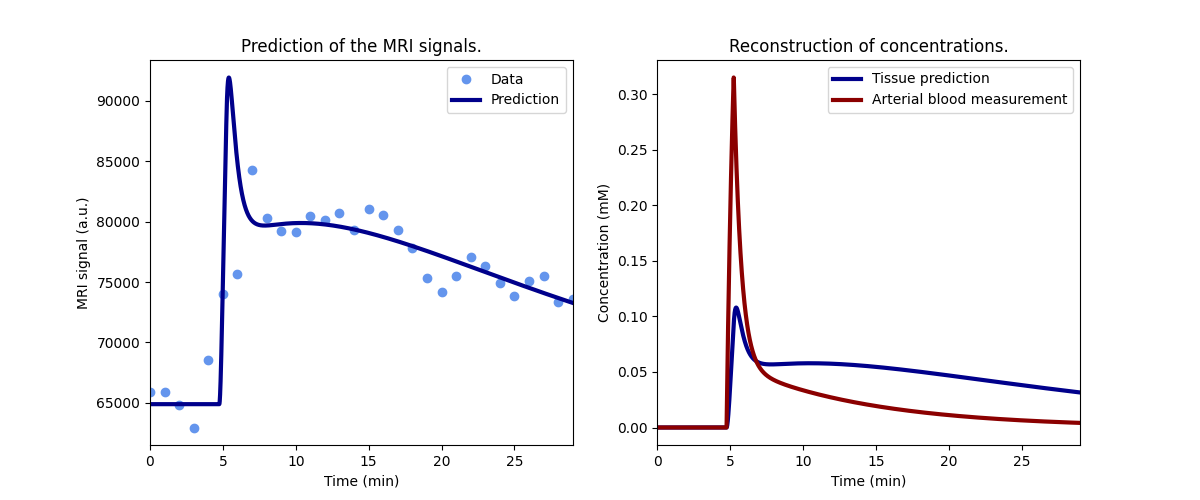 Prediction of the MRI signals.
MRI signal (a.u.)
90000
85000
80000
75000
70000
65000
Data
Prediction
0
5
10
15
20
25
Time (min)
Reconstruction of concentrations.
Concentration (mM)
0.30
0.25
0.20
0.15
0.10
0.05
0.00
Tissue prediction
Arterial blood measurement
0
5
10
15
20
25
Time (min)